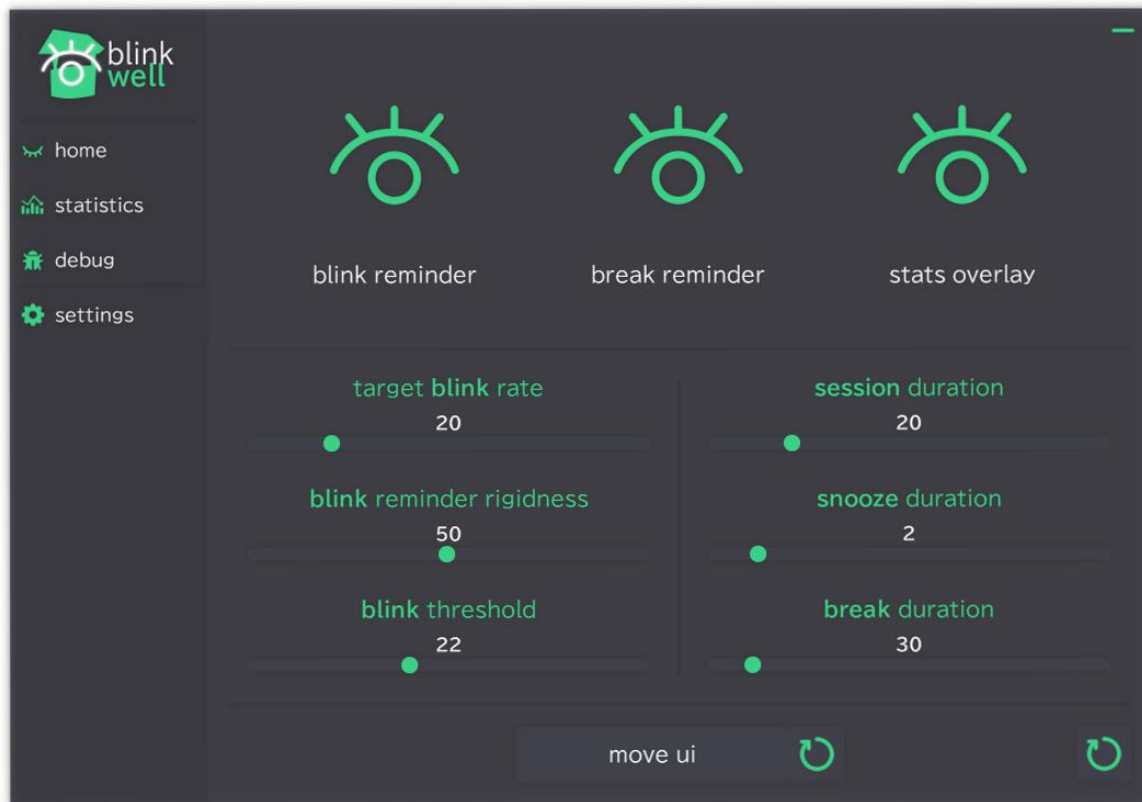 blink
well
home
statistics
debug
settings
blink reminder
break reminder
stats overlay
target blink rate
20
blink reminder rigidness
50
blink threshold
22
session duration
20
snooze duration
2
break duration
30
move ui